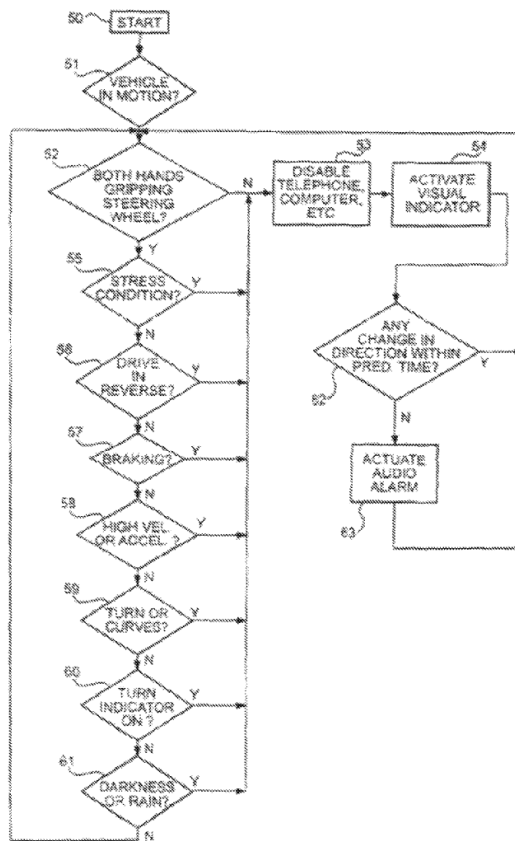 50
START
51
VEHICLE
IN MOTION?
52
BOTH HANDS
GRIPPING
STEERING
WHEEL?
N
Y
53
DISABLE
TELEPHONE,
COMPUTER,
ETC
54
ACTIVATE
VISUAL
INDICATOR
55
STRESS
CONDITION?
Y
N
56
DRIVE
IN
REVERSE?
Y
N
57
BRAKING?
Y
N
58
HIGH VEL.
OR ACCEL. ?
Y
N
59
TURN OR
CURVES?
Y
N
60
TURN
INDICATOR
ON ?
Y
N
61
DARKNESS
OR RAIN?
Y
N
ANY
CHANGE IN
DIRECTION WITHIN
PRED. TIME?
62
Y
N
ACTUATE
AUDIO
ALARM
63